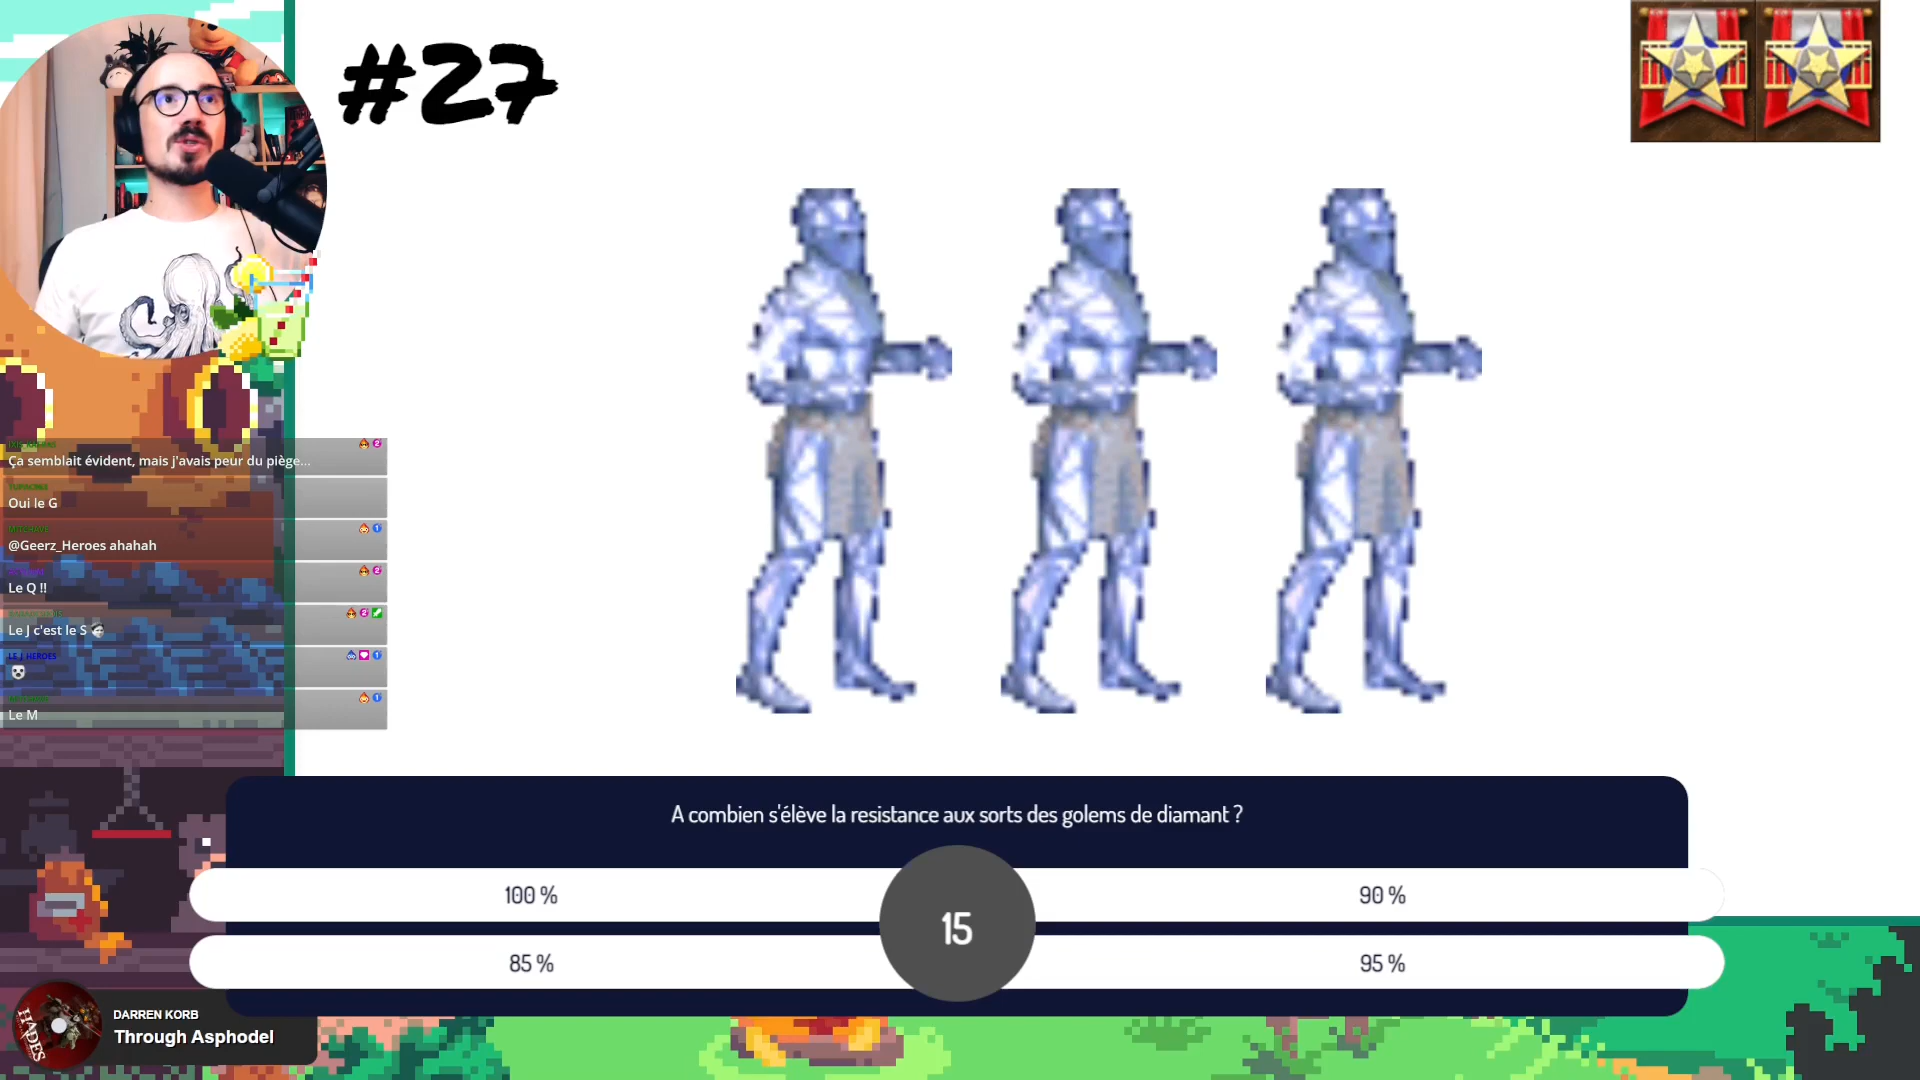 #27
Ça semblait évident, mais j'avais peur du piège...
Oui le G
@Geerz_Heroes ahahah
Le Q !!
Le J c'est le S
LE J HEROES
Le M
A combien s'élève la resistance aux sorts des golems de diamant ?
100 %
90 %
15
85 %
95 %
HADES
DARREN KORB
Through Asphodel